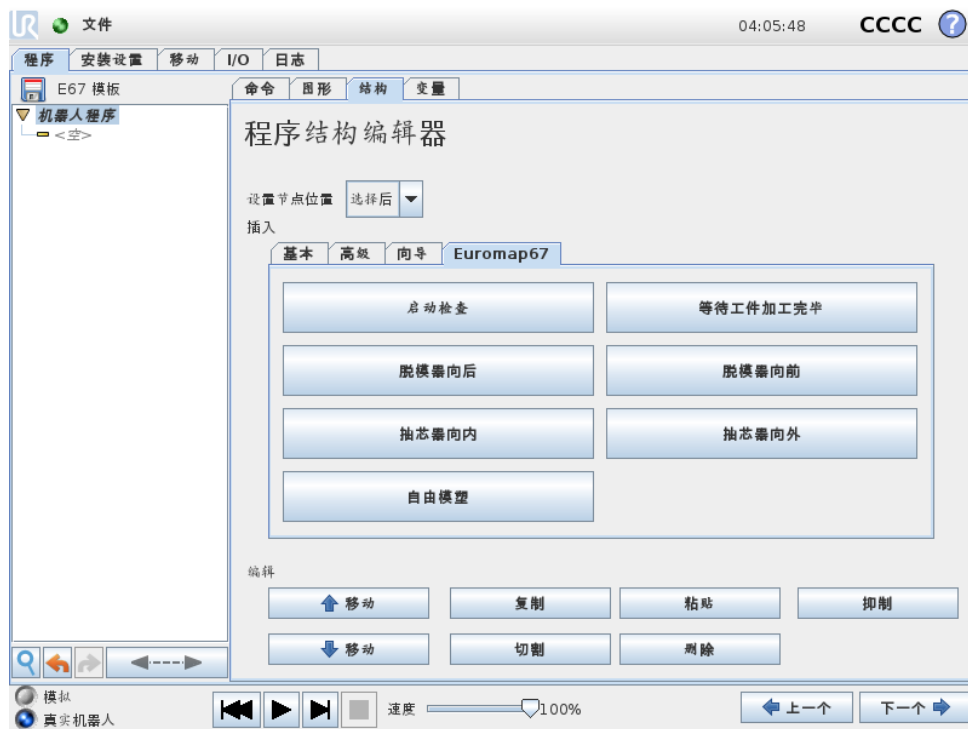 UR 文件 04:05:48 CCCC ?
程序 安装设置 移动 I/O 日志
E67 模板 命令 图形 结构 变量
机器人程序
<空>
程序结构编辑器
设置节点位置 选择后
插入
基本 高级 向导 Euromap67
启动检查 等待工件加工完毕
脱模器向后 脱模器向前
抽芯器向内 抽芯器向外
自由模塑
编辑
移动 复制 粘贴 抑制
移动 切割 删除
模拟
真实机器人
速度 100% 上一个 下一个